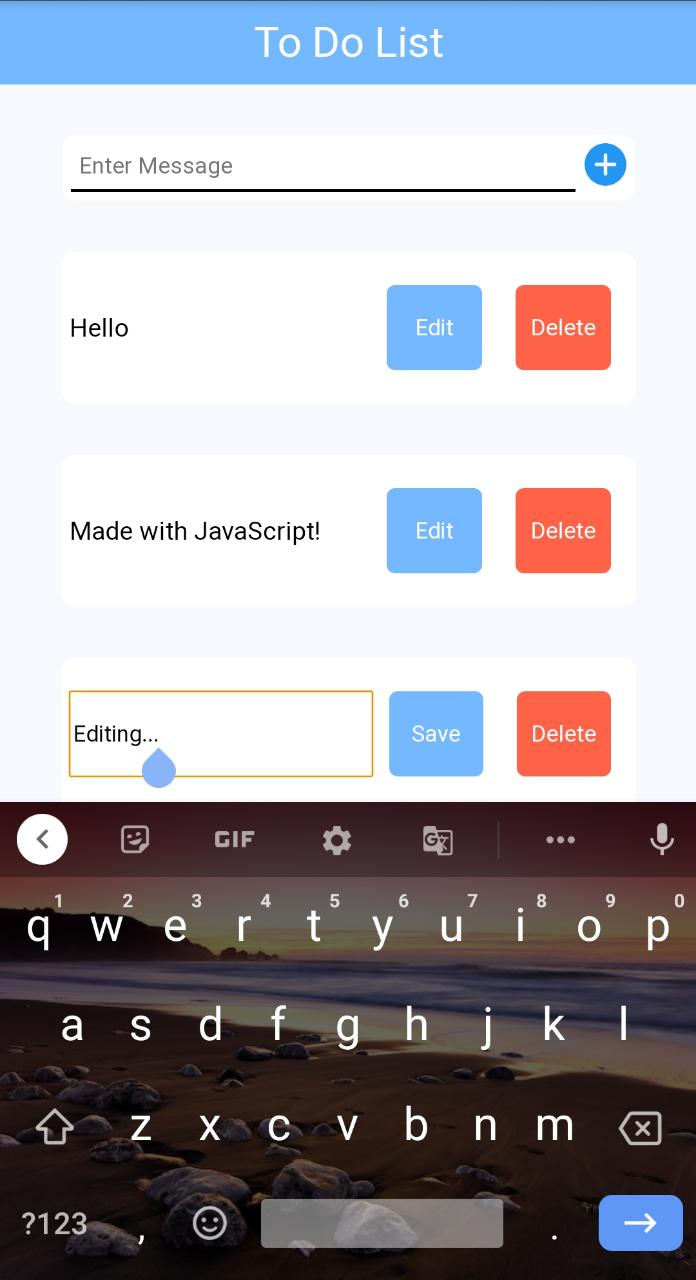 To Do List
Enter Message
Hello Edit Delete
Made with JavaScript! Edit Delete
Editing... Save Delete
GIF G
1 2 3 4 5 6 7 8 9 0
q w e r t y u i o p
a s d f g h j k l
z x c v b n m
?123 , .